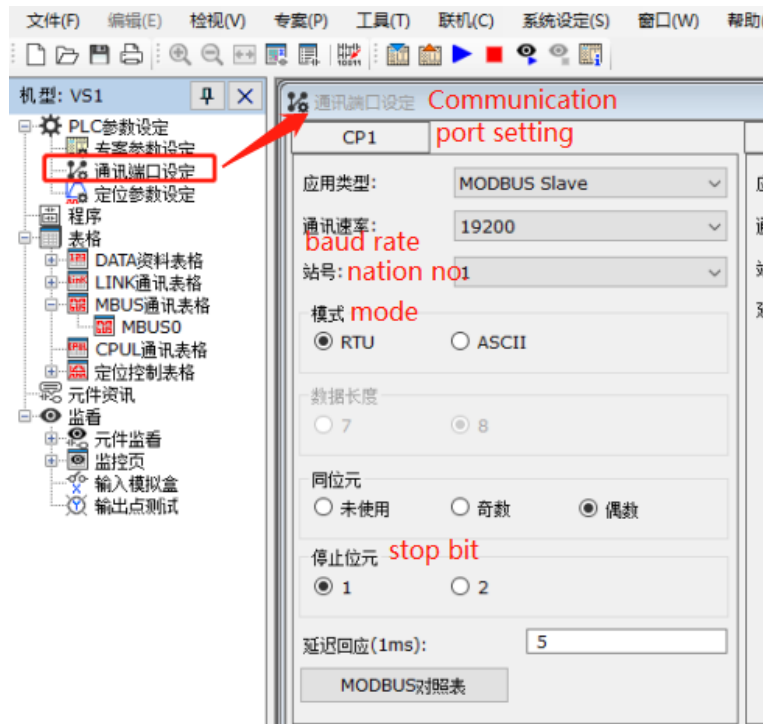 文件(F) 编辑(E) 检视(V) 专案(P) 工具(T) 联机(C) 系统设定(S) 窗口(W) 帮助(
机型: VS1
PLC参数设定
专案参数设定
通讯端口设定
定位参数设定
程序
表格
DATA资料表格
LINK通讯表格
MBUS通讯表格
MBUS0
CPUL通讯表格
定位控制表格
元件资讯
监看
元件监看
监控页
输入模拟盒
输出点测试
通讯端口设定 Communication
CP1 port setting
应用类型: MODBUS Slave
通讯速率: 19200
baud rate
站号: nation no. 1
模式 mode
RTU ASCII
数据长度
7 8
同位元
未使用 奇数 偶数
停止位元 stop bit
1 2
延迟回应(1ms): 5
MODBUS对照表